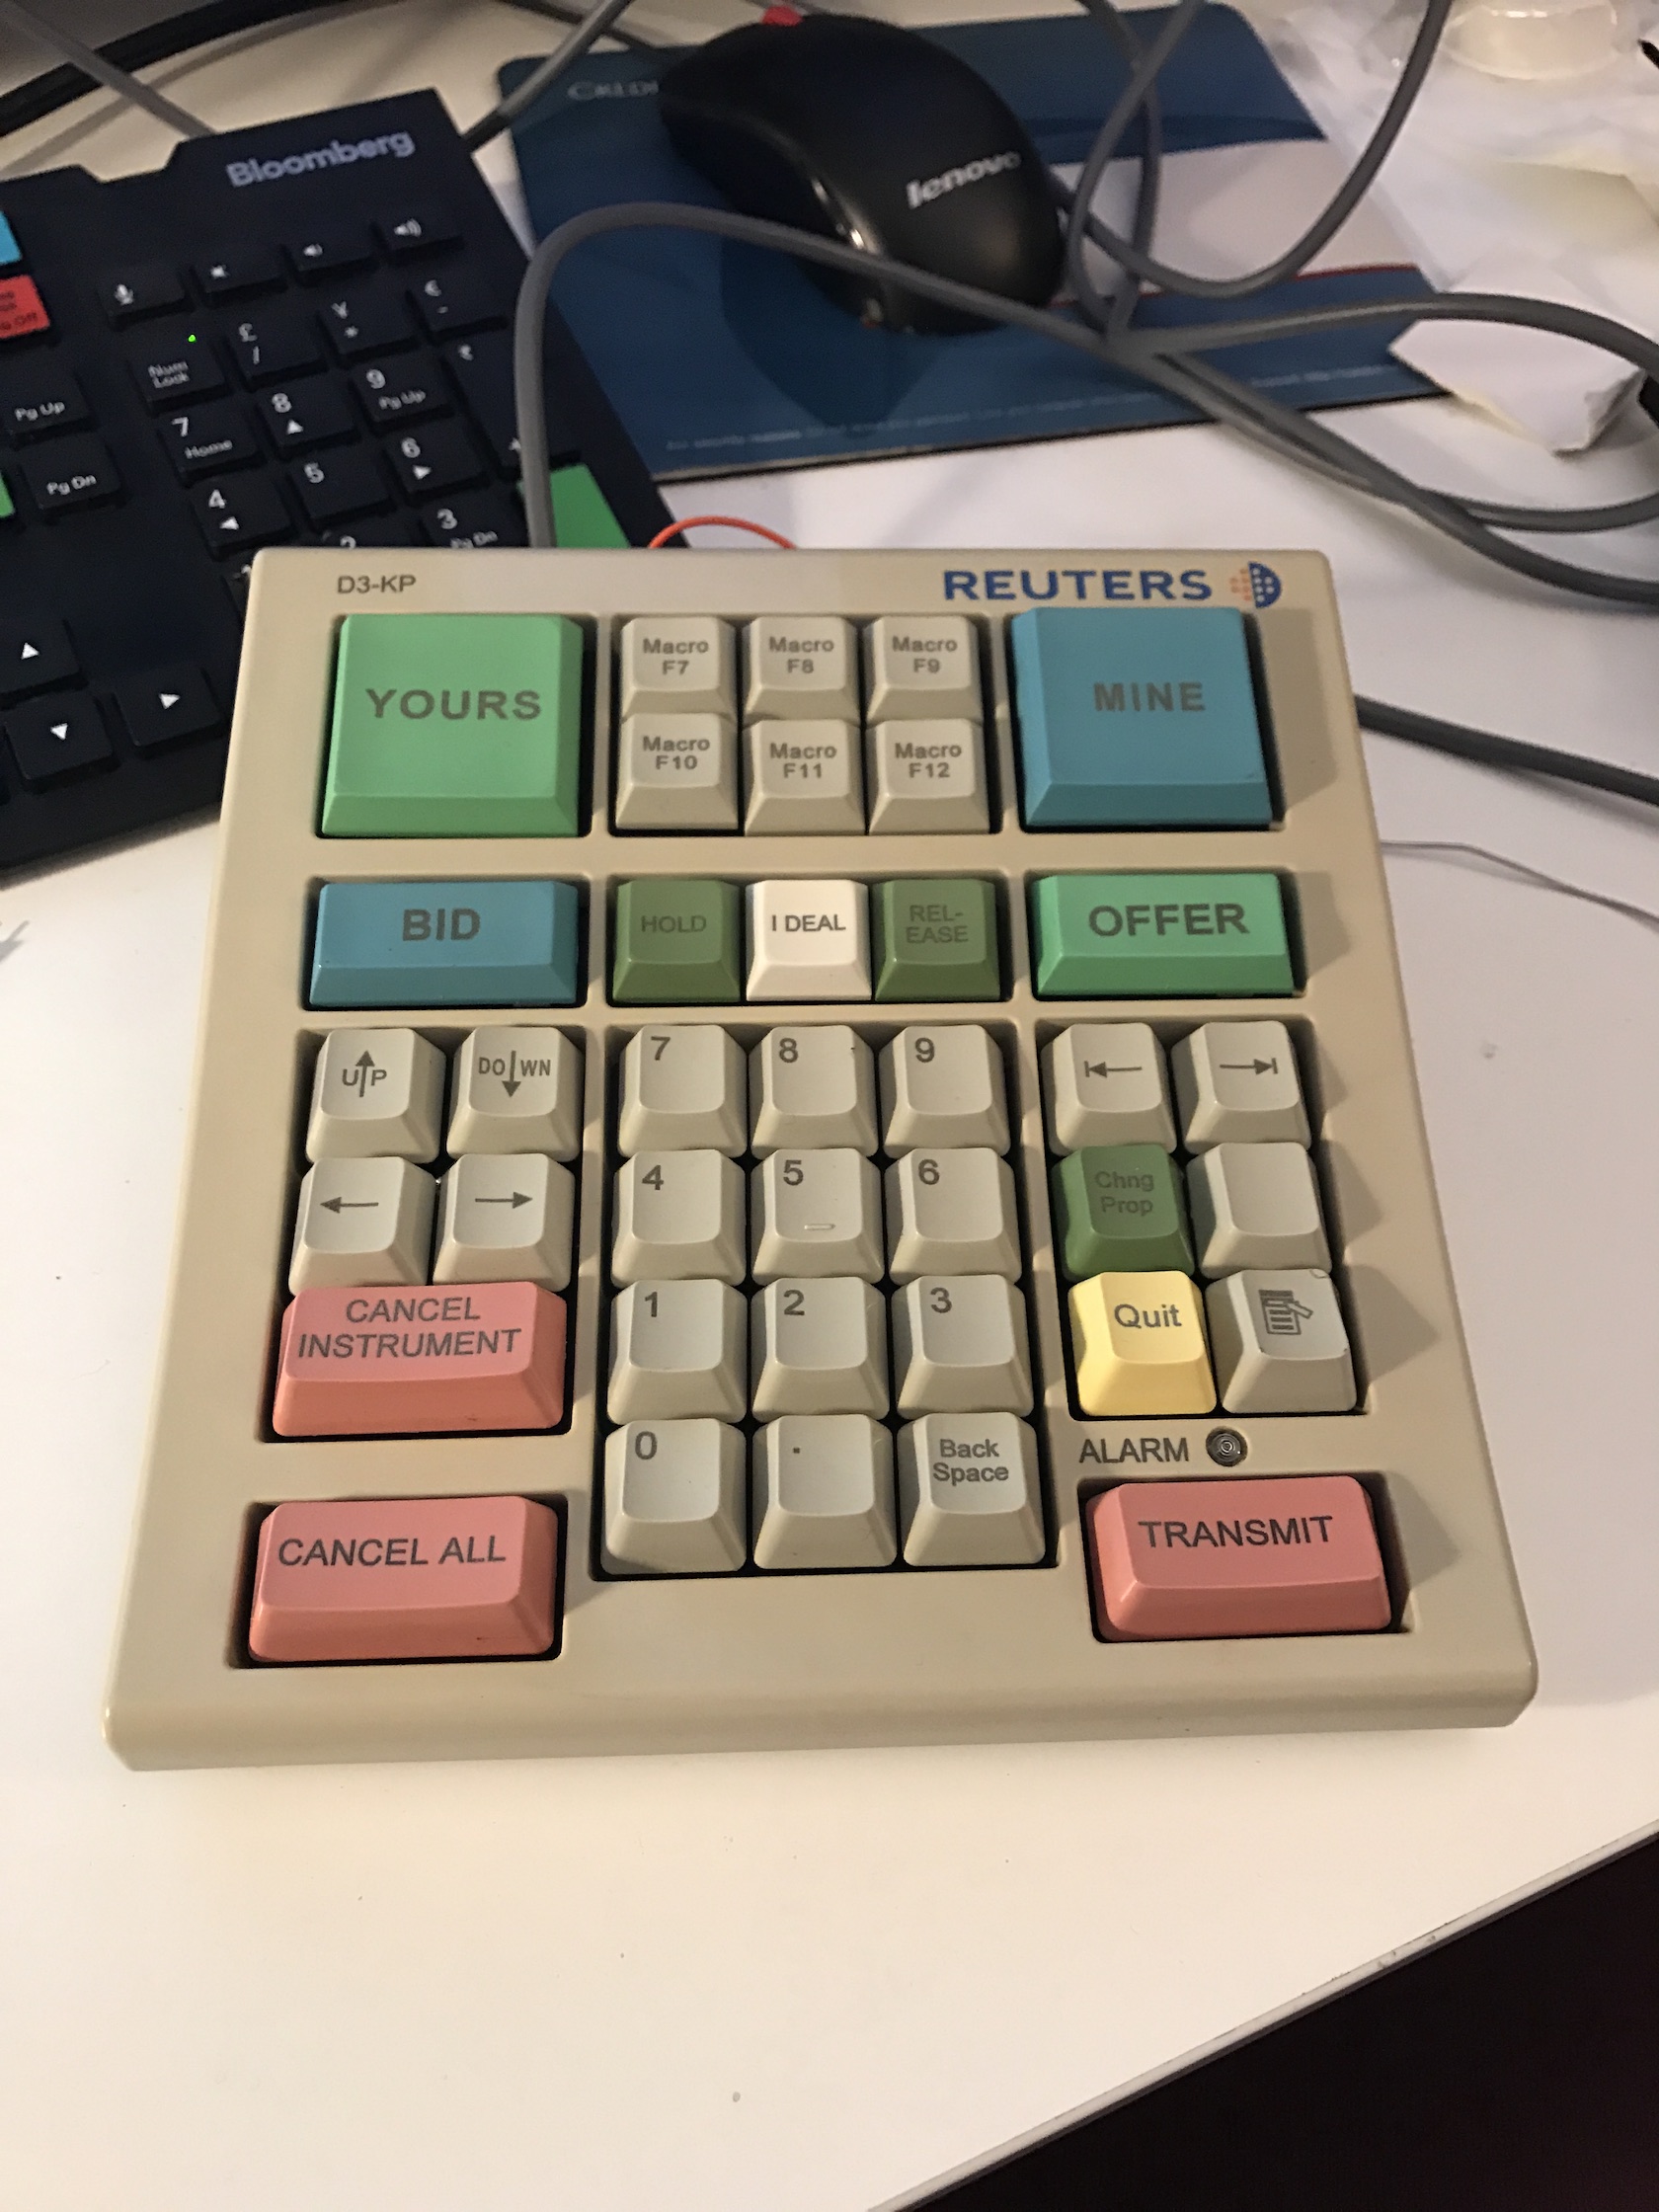 Bloomberg
lenovo
£
/
¥
*
€
-
₹
Num
Lock
Pg Up
7
Home
8
9
Pg Up
Pg Dn
4
5
6
2
3
Pg Dn
D3-KP
REUTERS
YOURS
Macro
F7
Macro
F8
Macro
F9
MINE
Macro
F10
Macro
F11
Macro
F12
BID
HOLD
I DEAL
REL-
EASE
OFFER
UP
DOWN
7
8
9
4
5
6
Chng
Prop
CANCEL
INSTRUMENT
1
2
3
Quit
0
.
Back
Space
ALARM
CANCEL ALL
TRANSMIT